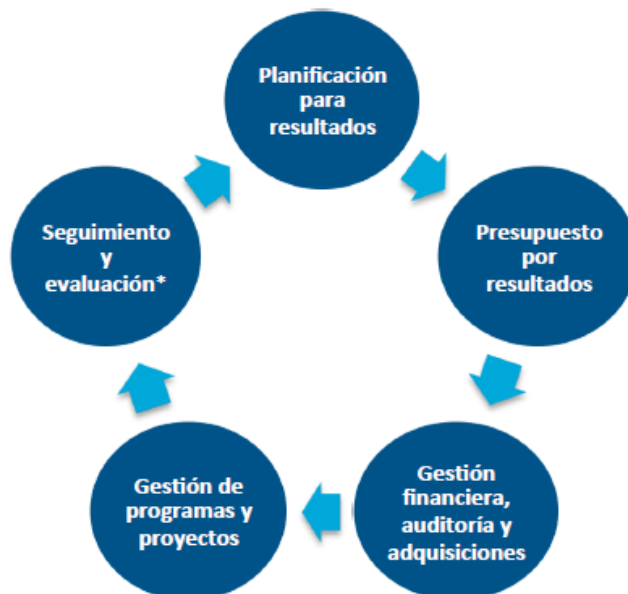 Planificación
para
resultados
Presupuesto
por
resultados
Gestión
financiera,
auditoría y
adquisiciones
Gestión de
programas y
proyectos
Seguimiento
y
evaluación*